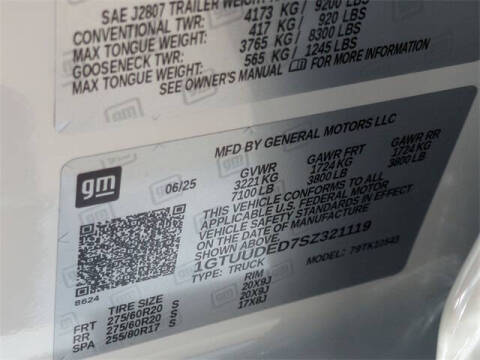 SAE J2807 TRAILER WEIGHT
4173 KG / 9200 LBS
CONVENTIONAL TWR: 417 KG / 920 LBS
MAX TONGUE WEIGHT: 3765 KG / 8300 LBS
GOOSENECK TWR: 565 KG / 1245 LBS
MAX TONGUE WEIGHT:
SEE OWNER'S MANUAL gm FOR MORE INFORMATION
MFD BY GENERAL MOTORS LLC
gm 06/25 GVWR GAWR FRT GAWR RR
3221 KG 1724 KG 1724 KG
7100 LB 3800 LB 3800 LB
THIS VEHICLE CONFORMS TO ALL
APPLICABLE U.S. FEDERAL MOTOR
VEHICLE SAFETY STANDARDS IN EFFECT
ON THE DATE OF MANUFACTURE
SHOWN ABOVE.
1GTUUDED7SZ321119
TYPE: TRUCK MODEL: 79TK10543
8624
TIRE SIZE RIM
FRT 275/60R20 S 20X9J
RR 275/60R20 S 20X9J
SPA 255/80R17 S 17X8J